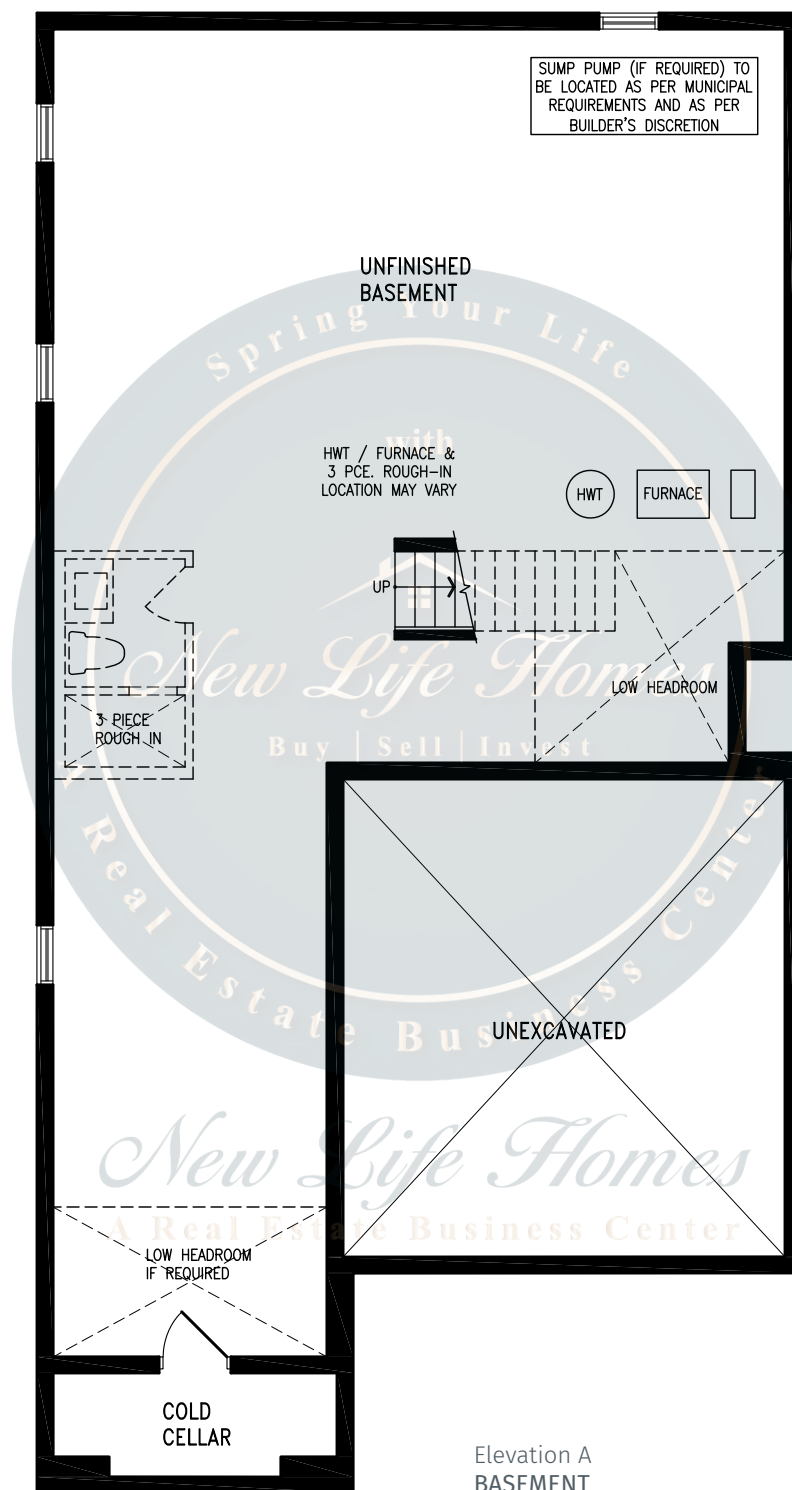 SUMP PUMP (IF REQUIRED) TO
BE LOCATED AS PER MUNICIPAL
REQUIREMENTS AND AS PER
BUILDER'S DISCRETION
UNFINISHED
BASEMENT
Spring Your Life
with
HWT / FURNACE &
3 PCE. ROUGH-IN
LOCATION MAY VARY
HWT
FURNACE
UP
New Life Homes
LOW HEADROOM
3 PIECE
ROUGH IN
Buy | Sell | Invest
A Real Estate Business Center
UNEXCAVATED
New Life Homes
A Real Estate Business Center
LOW HEADROOM
IF REQUIRED
COLD
CELLAR
Elevation A
BASEMENT